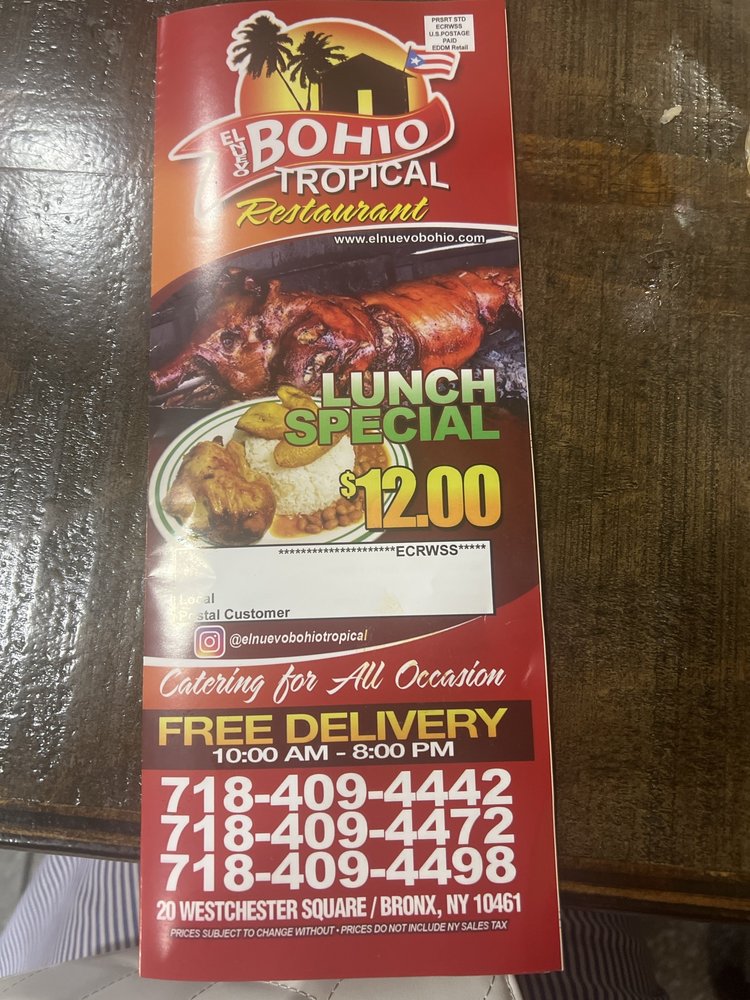 PRSRT STD
ECRWSS
U.S.POSTAGE
PAID
EDDM Retail
EL NUEVO
BOHIO
TROPICAL
Restaurant
www.elnuevobohio.com
LUNCH
SPECIAL
$12.00
**********************ECRWSS*****
Local
Postal Customer
@elnuevobohiotropical
Catering for All Occasion
FREE DELIVERY
10:00 AM - 8:00 PM
718-409-4442
718-409-4472
718-409-4498
20 WESTCHESTER SQUARE / BRONX, NY 10461
PRICES SUBJECT TO CHANGE WITHOUT • PRICES DO NOT INCLUDE NY SALES TAX